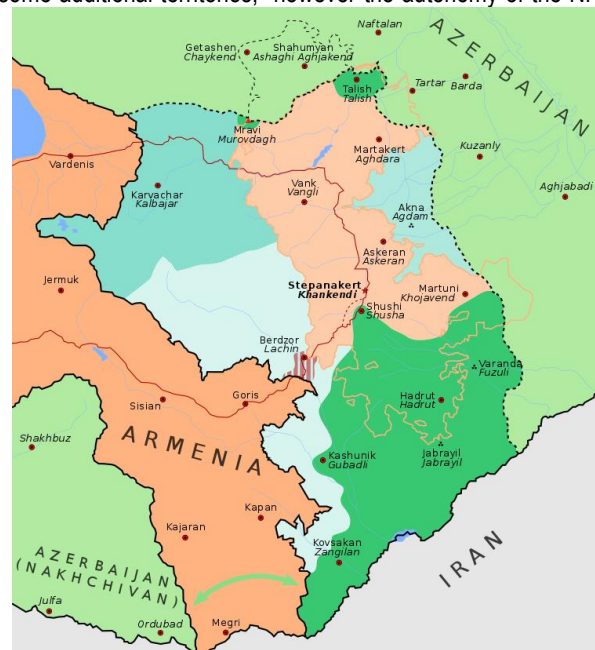 some additional territories, however the autonomy of the
Naftalan
Getashen
Chaykend
Shahumyan
Ashaghi Aghjakend
AZERBAIJAN
Talish
Talish
Tartar
Barda
Mravi
Murovdagh
Martakert
Aghdara
Kuzanly
Vardenis
Karvachar
Kalbajar
Vank
Vangli
Aghjabadi
Akna
Agdam
Askeran
Askeran
Jermuk
Stepanakert
Khankendi
Martuni
Khojavend
Shushi
Shusha
Berdzor
Lachin
Varanda
Fuzuli
Sisian
Goris
Hadrut
Hadrut
Shakhbuz
ARMENIA
Kashunik
Gubadli
Jabrayil
Jabrayil
Kapan
Kajaran
Kovsakan
Zangilan
IRAN
AZERBAIJAN
(NAKHCHIVAN)
Julfa
Ordubad
Megri